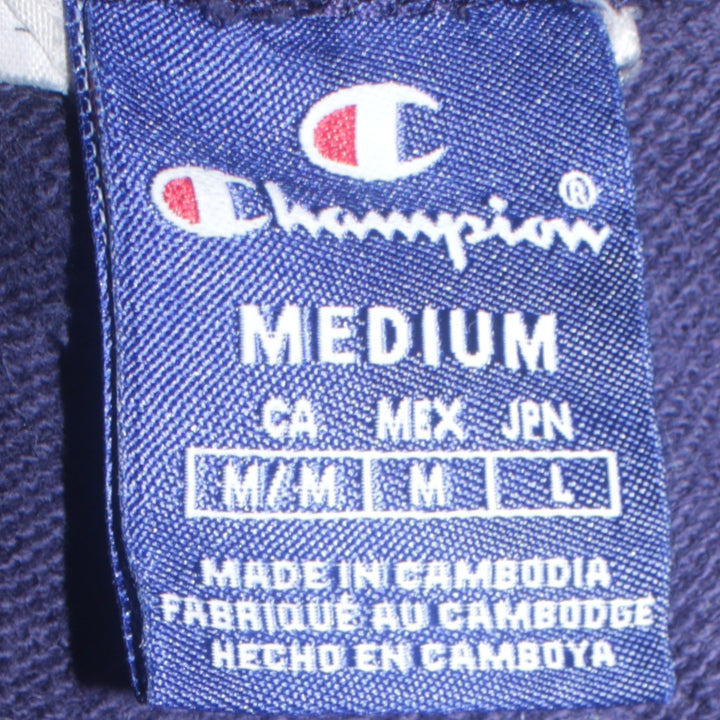 Champion®
MEDIUM
CA MEX JPN
M/M M L
MADE IN CAMBODIA
FABRIQUÉ AU CAMBODGE
HECHO EN CAMBOYA